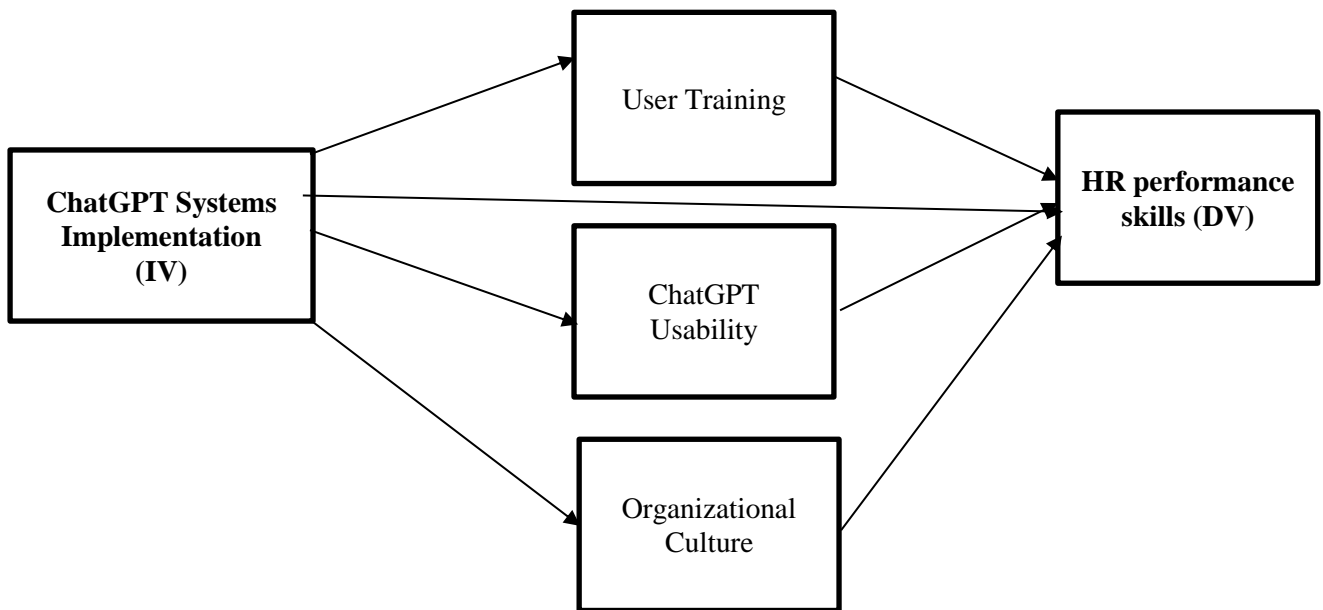 User Training
ChatGPT Systems
Implementation
(IV)
HR performance
skills (DV)
ChatGPT
Usability
Organizational
Culture